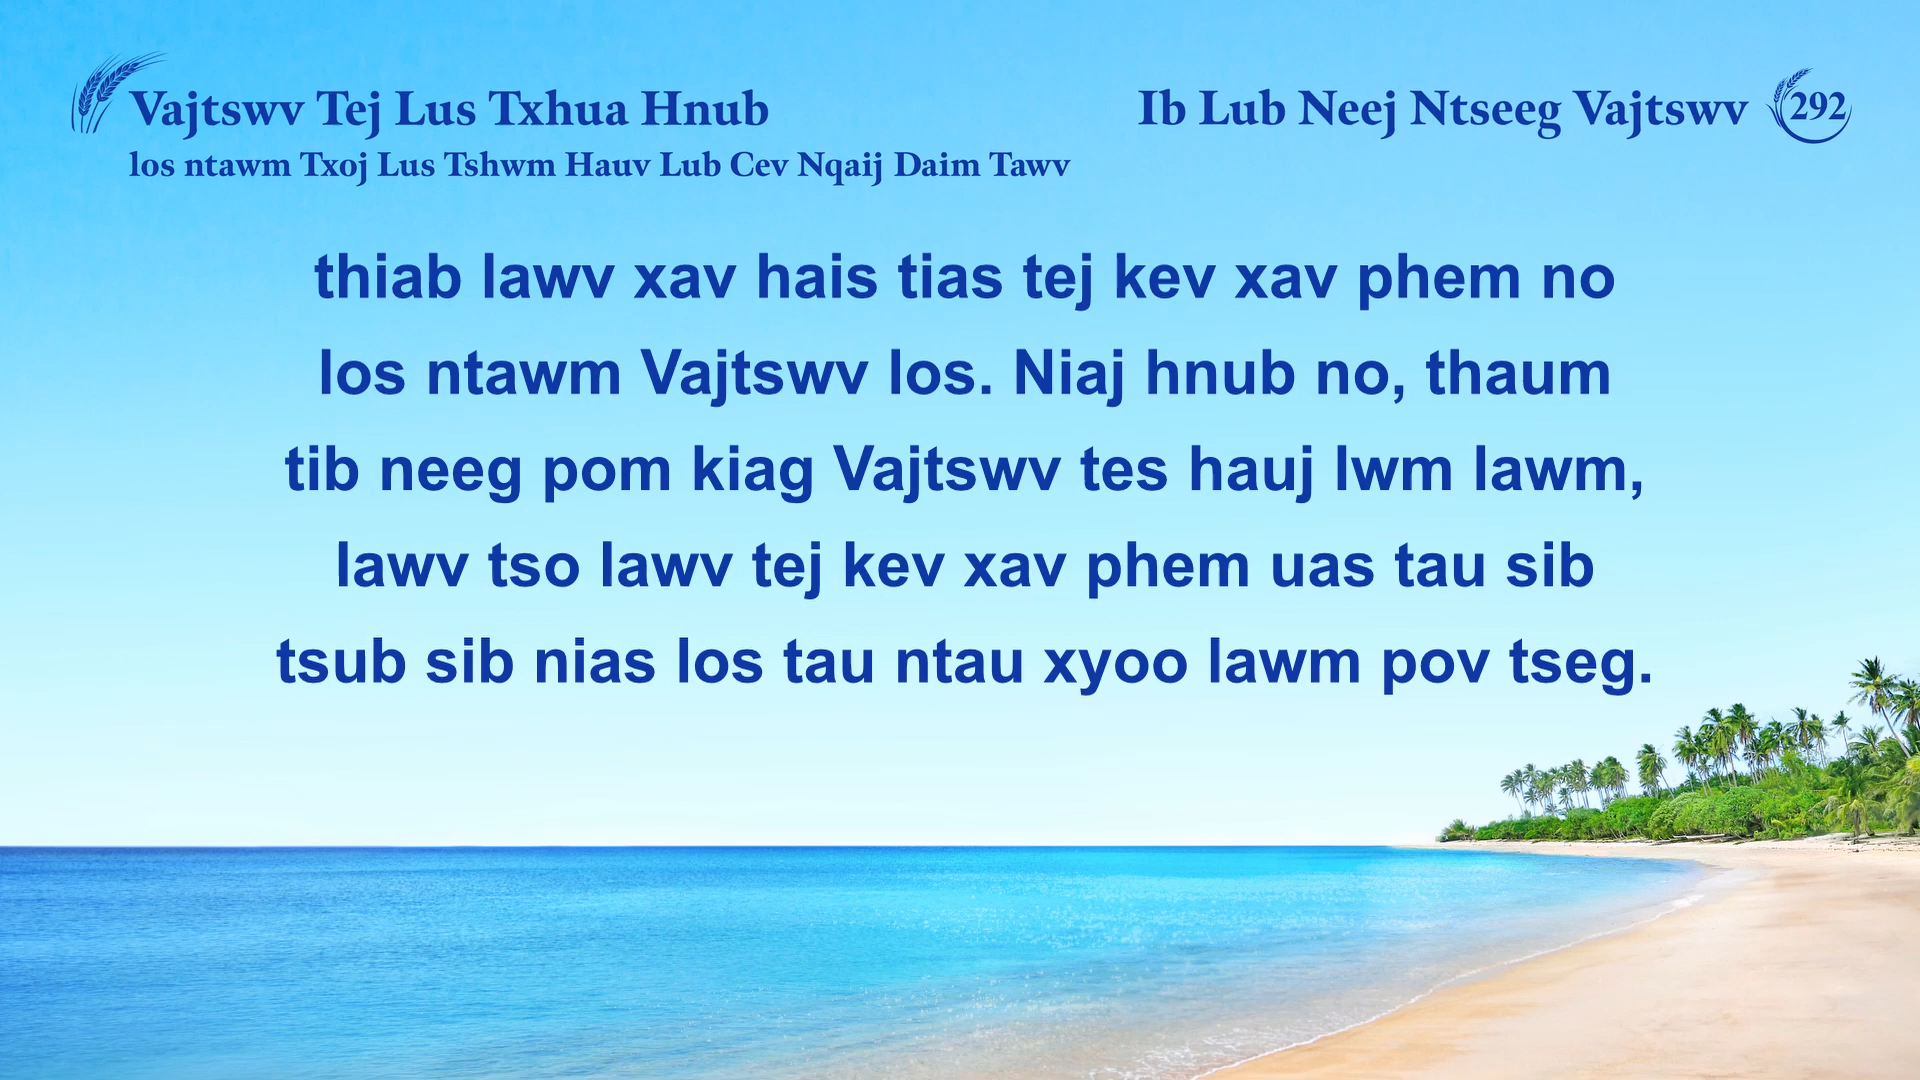 Vajtswv Tej Lus Txhua Hnub
los ntawm Txoj Lus Tshwm Hauv Lub Cev Nqaij Daim Tawv
Ib Lub Neej Ntseeg Vajtswv 292
thiab lawv xav hais tias tej kev xav phem no
los ntawm Vajtswv los. Niaj hnub no, thaum
tib neeg pom kiag Vajtswv tes hauj lwm lawm,
lawv tso lawv tej kev xav phem uas tau sib
tsub sib nias los tau ntau xyoo lawm pov tseg.